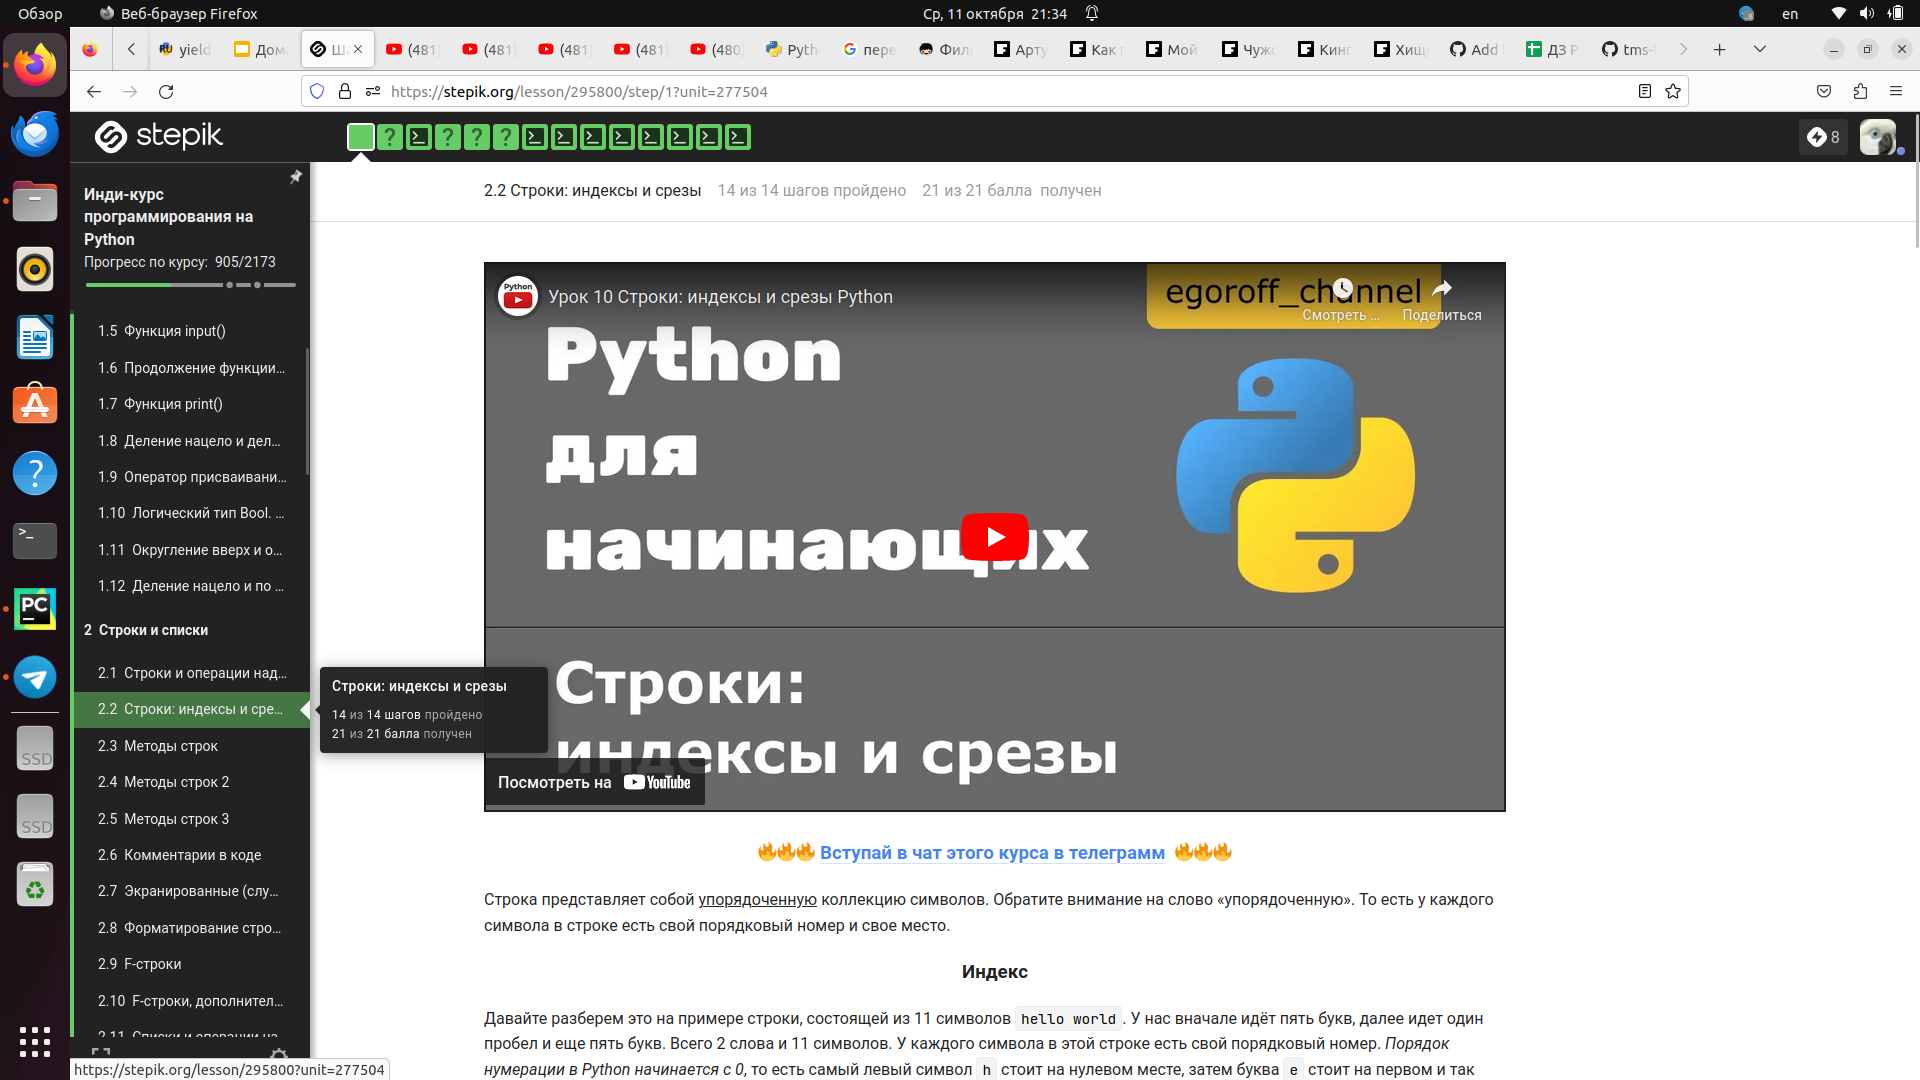 Обзор
Веб-браузер Firefox
Ср, 11 октября 21:34
en
yield
Дома
Ша
(481)
(481)
(481)
(481)
(480)
Pyth
пере
Фил
Арту
Как
Мой
Чуж
Кинг
Хищ
Add
ДЗ
tms-
https://stepik.org/lesson/295800/step/1?unit=277504
stepik
8
Инди-курс
программирования на
Python
Прогресс по курсу: 905/2173
1.5 Функция input()
1.6 Продолжение функции...
1.7 Функция print()
1.8 Деление нацело и дел...
1.9 Оператор присваивани...
1.10 Логический тип Bool. ...
1.11 Округление вверх и о...
1.12 Деление нацело и по ...
2 Строки и списки
2.1 Строки и операции над...
2.2 Строки: индексы и сре...
2.3 Методы строк
2.4 Методы строк 2
2.5 Методы строк 3
2.6 Комментарии в коде
2.7 Экранированные (слу...
2.8 Форматирование стро...
2.9 F-строки
2.10 F-строки, дополнител...
2.11 Списки и операции на
https://stepik.org/lesson/295800?unit=277504
Строки: индексы и срезы
14 из 14 шагов пройдено
21 из 21 балла получен
2.2 Строки: индексы и срезы 14 из 14 шагов пройдено 21 из 21 балла получен
Python
Урок 10 Строки: индексы и срезы Python
egoroff_channel
Смотреть ...
Поделиться
Python
для
начинающих
Строки:
индексы и срезы
Посмотреть на YouTube
🔥🔥🔥 Вступай в чат этого курса в телеграмм 🔥🔥🔥
Строка представляет собой упорядоченную коллекцию символов. Обратите внимание на слово «упорядоченную». То есть у каждого
символа в строке есть свой порядковый номер и свое место.
Индекс
Давайте разберем это на примере строки, состоящей из 11 символов hello world. У нас вначале идёт пять букв, далее идет один
пробел и еще пять букв. Всего 2 слова и 11 символов. У каждого символа в этой строке есть свой порядковый номер. Порядок
нумерации в Python начинается с 0, то есть самый левый символ h стоит на нулевом месте, затем буква e стоит на первом и так
PC
SSD
SSD